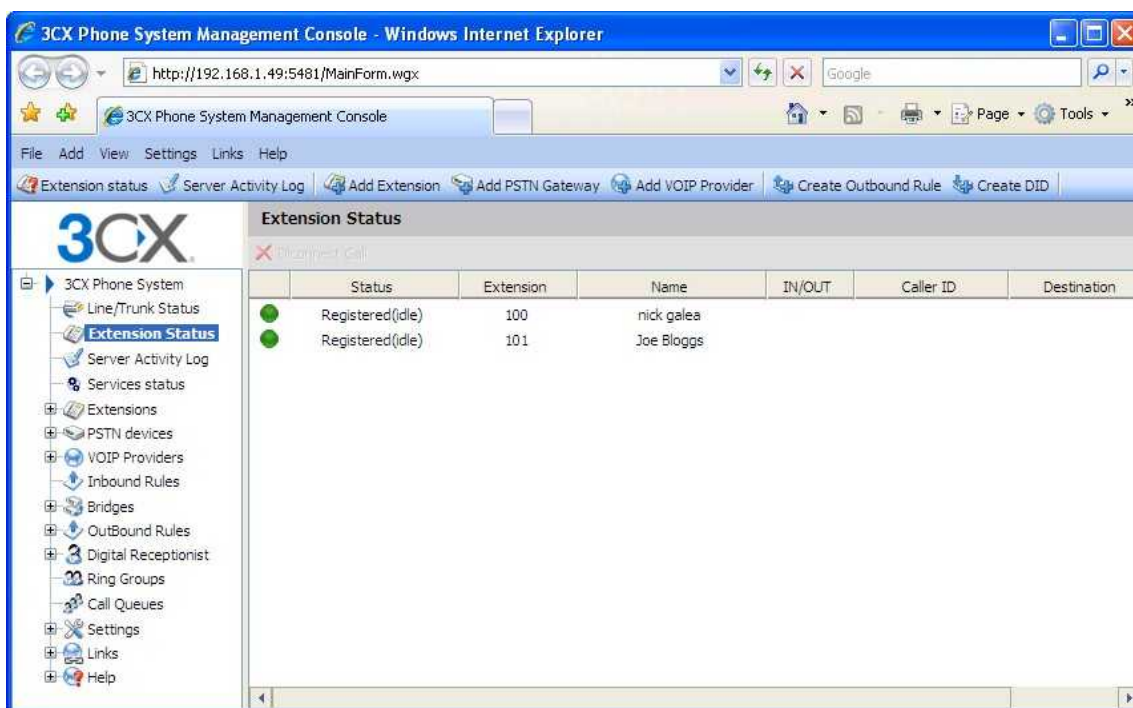 3CX Phone System Management Console - Windows Internet Explorer
http://192.168.1.49:5481/MainForm.wgx
Google
3CX Phone System Management Console
Page
Tools
File Add View Settings Links Help
Extension status Server Activity Log Add Extension Add PSTN Gateway Add VOIP Provider Create Outbound Rule Create DID
3CX
Extension Status
Disconnect Call
3CX Phone System
Line/Trunk Status
Extension Status
Server Activity Log
Services status
Extensions
PSTN devices
VOIP Providers
Inbound Rules
Bridges
OutBound Rules
Digital Receptionist
Ring Groups
Call Queues
Settings
Links
Help
Status Extension Name IN/OUT Caller ID Destination
Registered(idle) 100 nick galea
Registered(idle) 101 Joe Bloggs